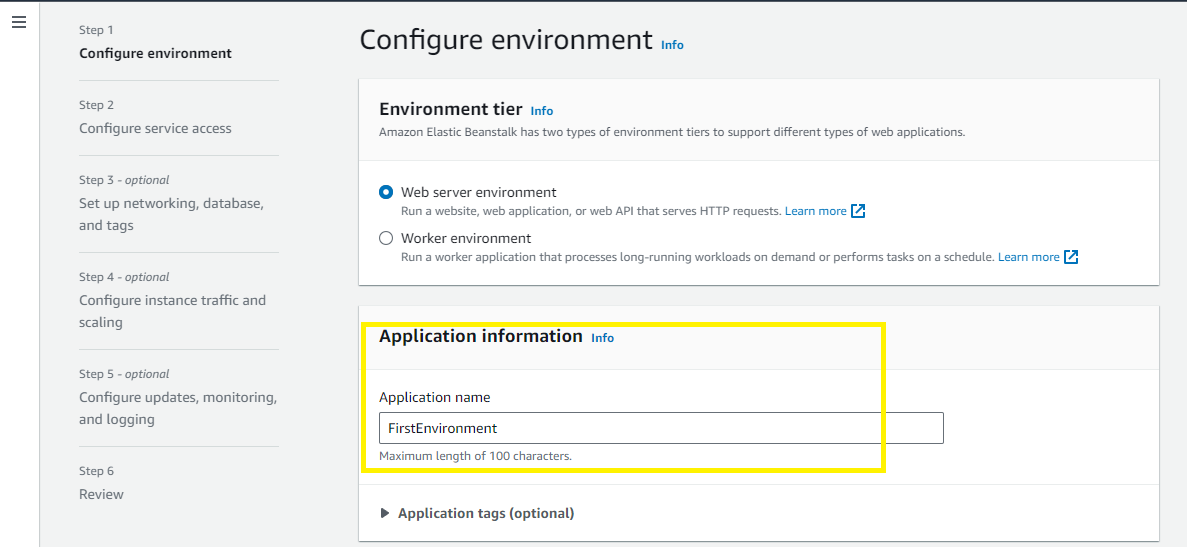 Step 1
Configure environment
Step 2
Configure service access
Step 3 - optional
Set up networking, database,
and tags
Step 4 - optional
Configure instance traffic and
scaling
Step 5 - optional
Configure updates, monitoring,
and logging
Step 6
Review
Configure environment Info
Environment tier Info
Amazon Elastic Beanstalk has two types of environment tiers to support different types of web applications.
Web server environment
Run a website, web application, or web API that serves HTTP requests. Learn more
Worker environment
Run a worker application that processes long-running workloads on demand or performs tasks on a schedule. Learn more
Application information Info
Application name
FirstEnvironment
Maximum length of 100 characters.
Application tags (optional)